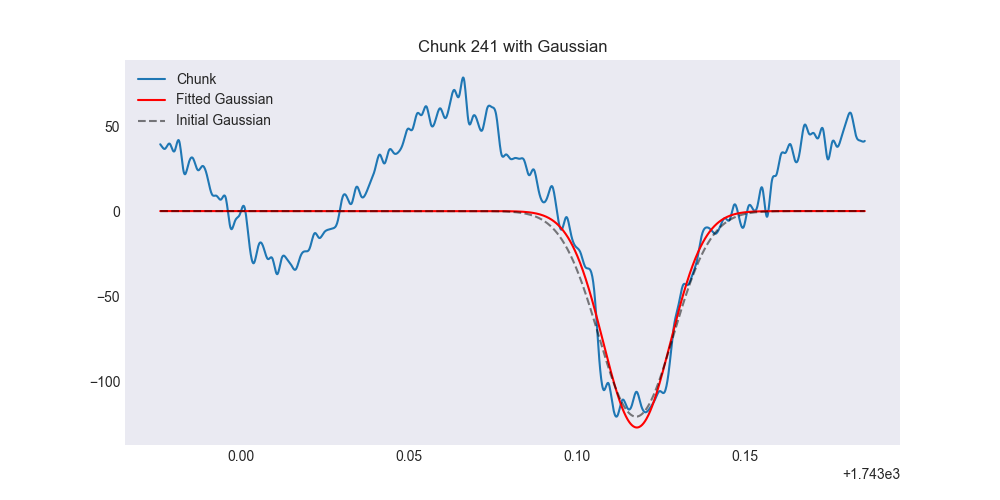 Chunk 241 with Gaussian
Chunk
Fitted Gaussian
Initial Gaussian
50
0
−50
−100
0.00
0.05
0.10
0.15
+1.743e3